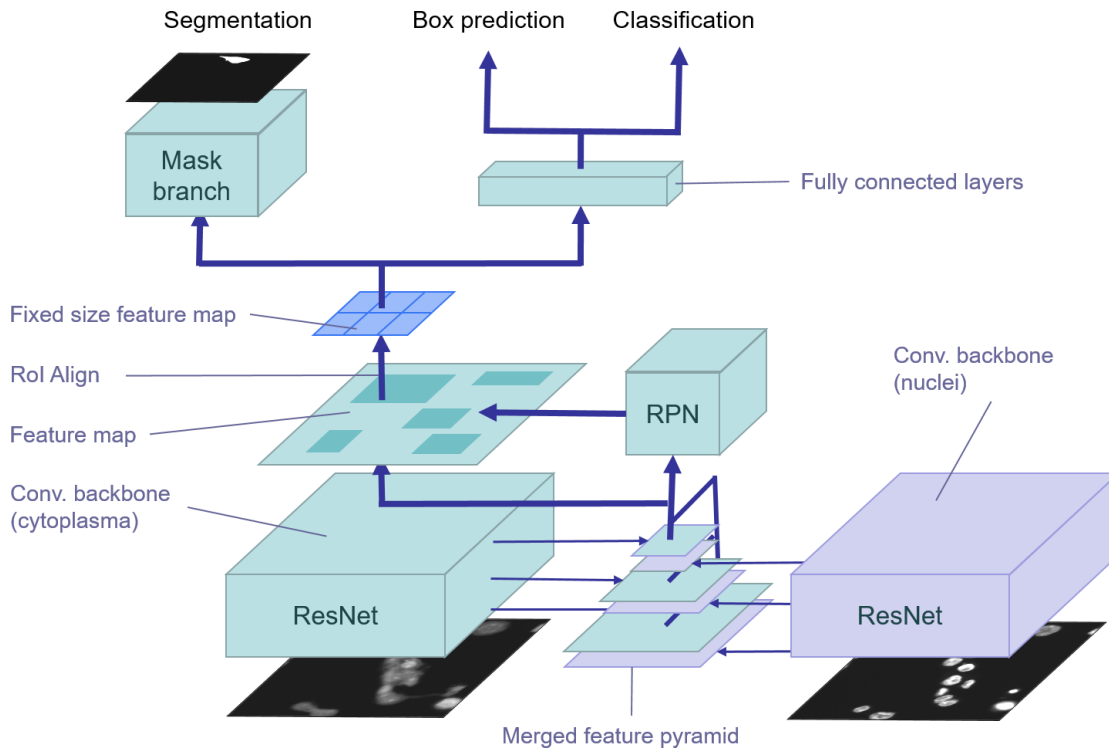 Segmentation
Box prediction
Classification
Mask
branch
Fully connected layers
Fixed size feature map
RoI Align
Feature map
RPN
Conv. backbone
(nuclei)
Conv. backbone
(cytoplasma)
ResNet
ResNet
Merged feature pyramid